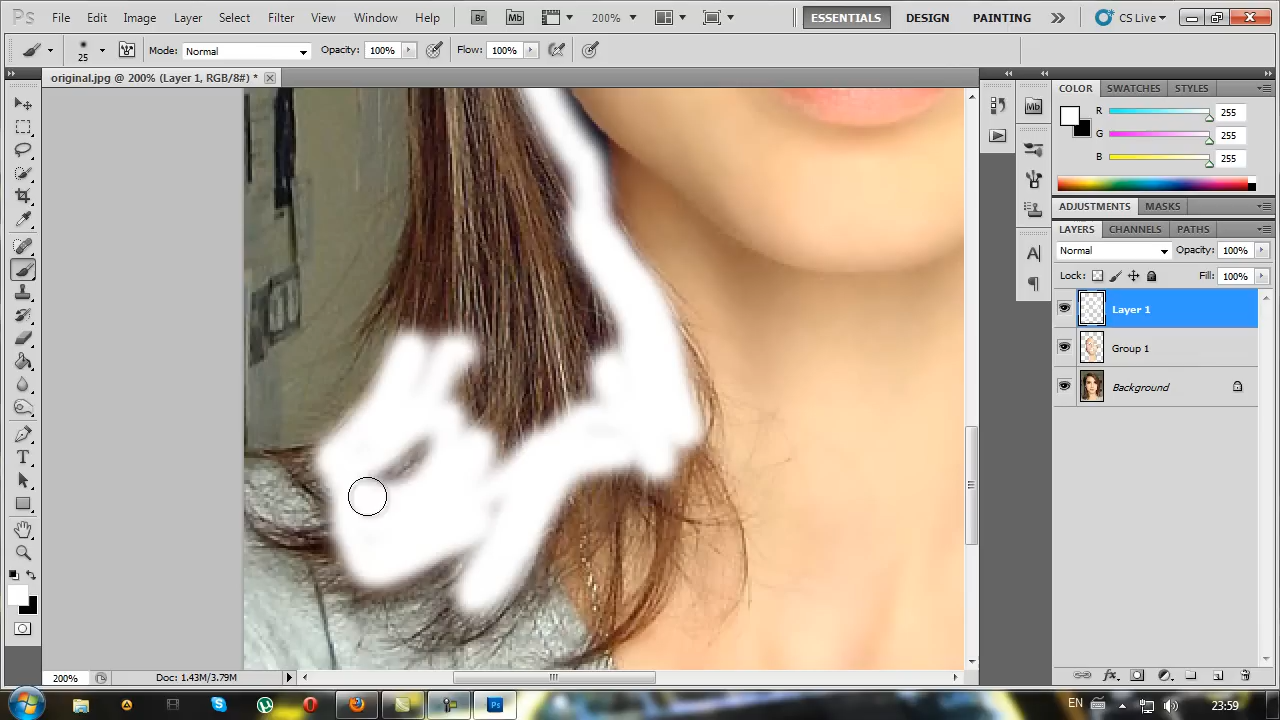 Ps File Edit Image Layer Select Filter View Window Help Br Mb 200% ESSENTIALS DESIGN PAINTING CS Live
25 Mode: Normal Opacity: 100% Flow: 100%
original.jpg @ 200% (Layer 1, RGB/8#) *
COLOR SWATCHES STYLES
R 255
G 255
B 255
ADJUSTMENTS MASKS
LAYERS CHANNELS PATHS
Normal Opacity: 100%
Lock: Fill: 100%
Layer 1
Group 1
Background
200% Doc: 1.43M/3.79M
EN 23:59